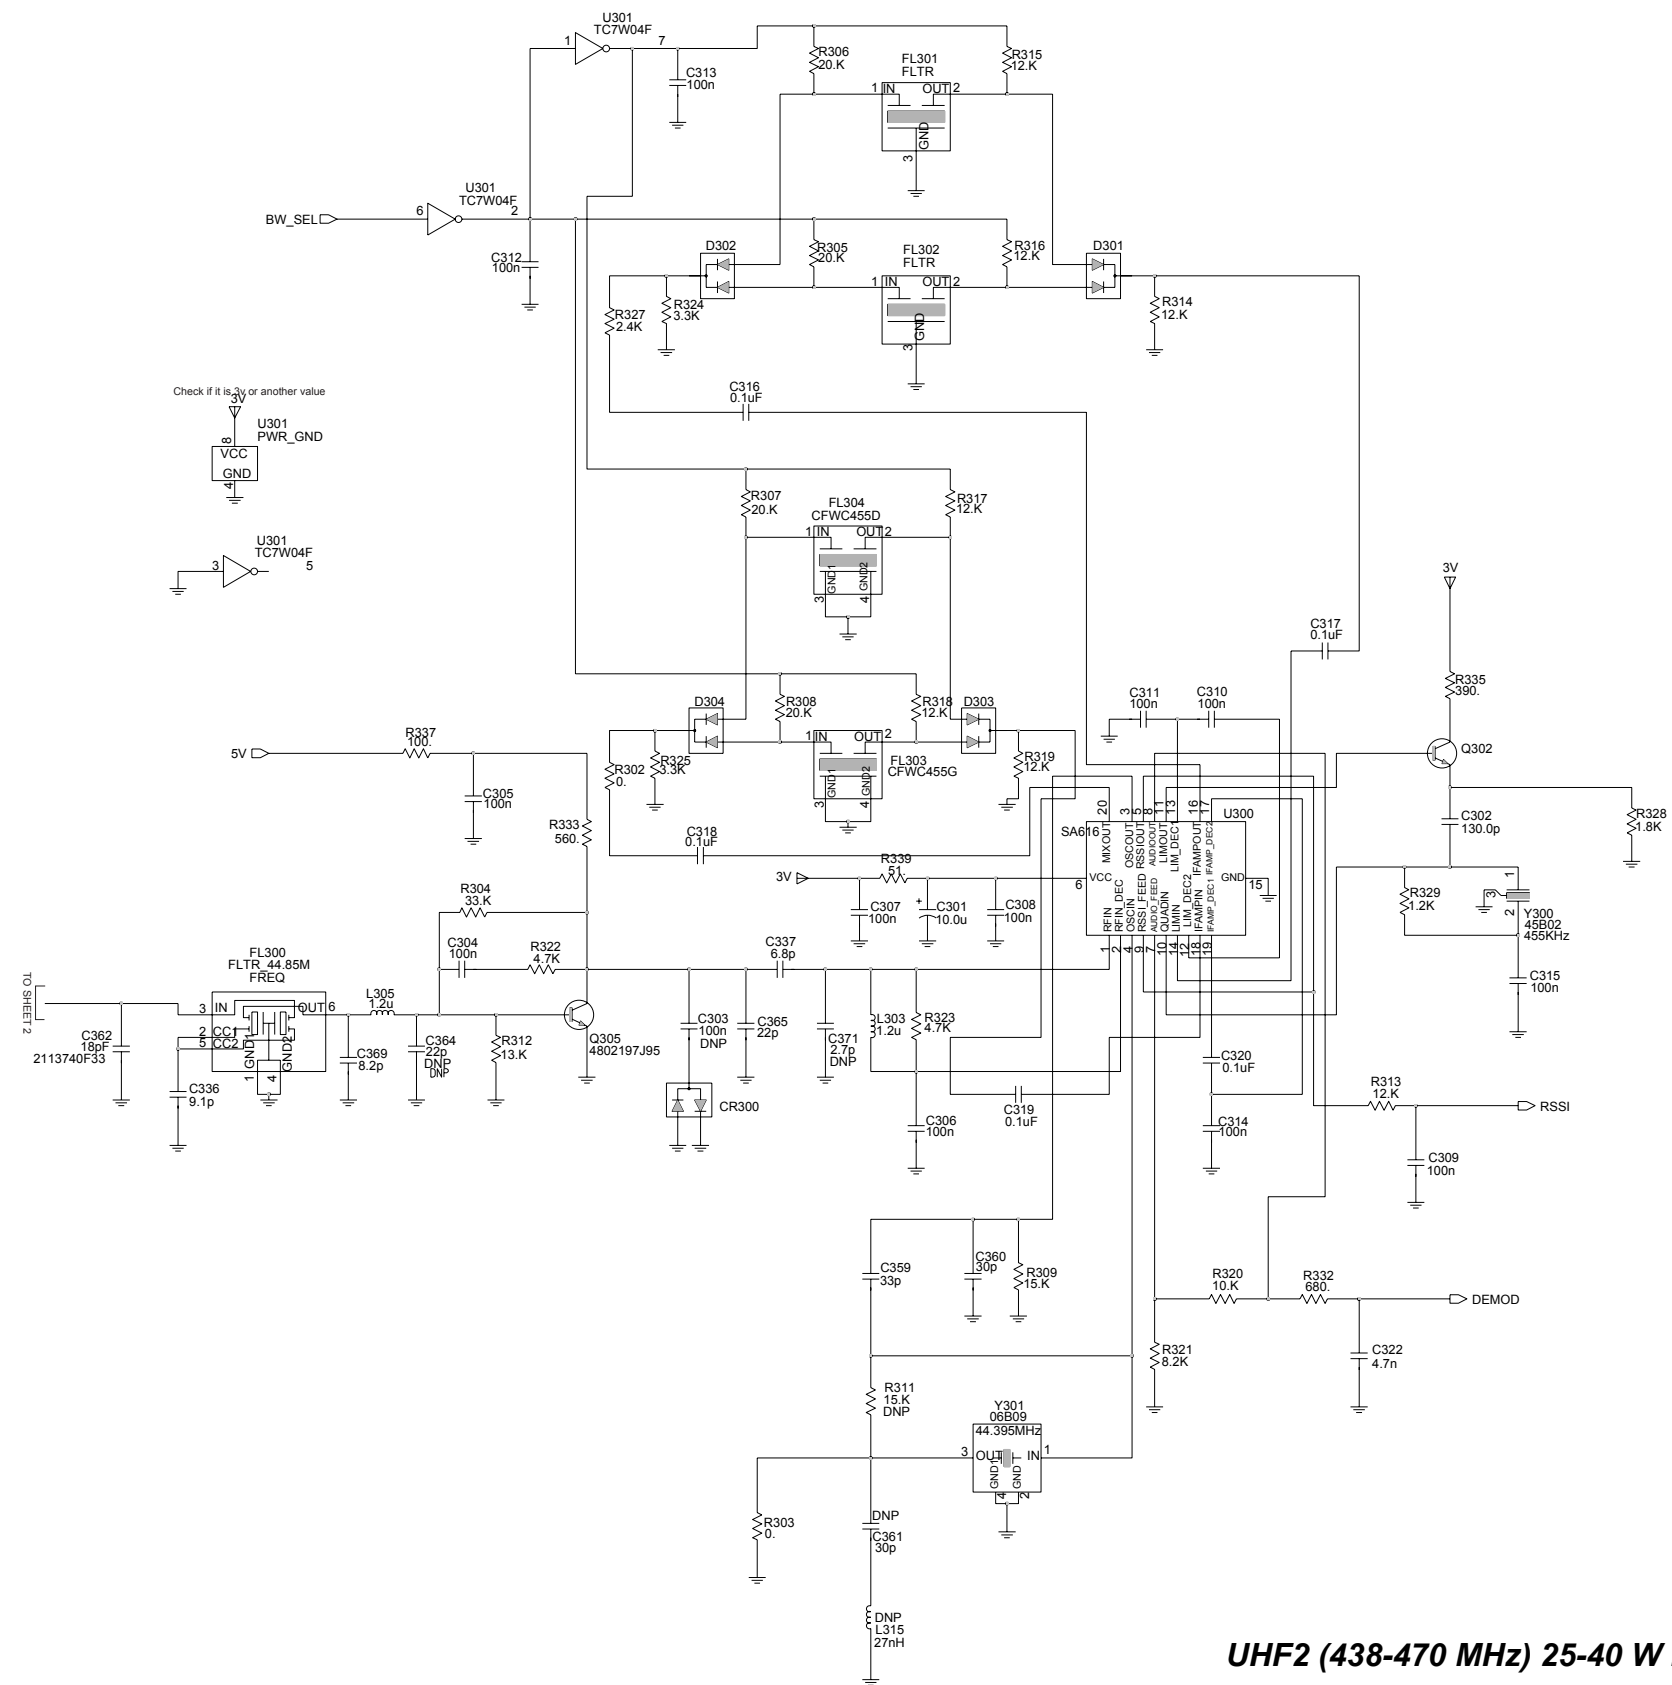 U301
TC7W04F
1
7
C313
100n
R306
20.K
FL301
FLTR
R315
12.K
1 IN OUT 2
GND
3
U301
TC7W04F
BW_SEL
6
2
C312
100n
D302
R305
20.K
FL302
FLTR
R316
12.K
D301
1 IN OUT 2
GND
3
R327
2.4K
R324
3.3K
R314
12.K
Check if it is 3v or another value
3V
U301
PWR_GND
8
VCC
GND
4
C316
0.1uF
R307
20.K
FL304
CFWC455D
R317
12.K
1 IN OUT 2
GND1
GND2
3
4
U301
TC7W04F
3
5
3V
C317
0.1uF
R335
390.
C311
100n
C310
100n
D304
R308
20.K
R318
12.K
D303
1 IN OUT 2
GND1
GND2
3
4
FL303
CFWC455G
R319
12.K
R302
0.
R325
3.3K
5V
R337
100.
C305
100n
R333
560.
C318
0.1uF
Q302
C302
130.0p
R328
1.8K
R329
1.2K
1
3
2
Y300
45B02
455KHz
C315
100n
SA616
U300
20
3
5
8
11
13
16
17
MIXOUT
OSCOUT
RSSIOUT
AUDIOOUT
LIMOUT
LIM_DEC1
IFAMPOUT
IFAMP_DEC2
6
VCC
GND
15
RFIN
RFIN_DEC
OSCIN
RSSI_FEED
AUDIO_FEED
QUADIN
LIMIN
LIM_DEC2
IFAMPIN
IFAMP_DEC1
1
2
4
9
7
10
14
12
18
19
3V
R339
51.
C307
100n
+
C301
10.0u
C308
100n
R304
33.K
C304
100n
R322
4.7K
C337
6.8p
FL300
FLTR_44.85M
FREQ
3 IN OUT 6
2 CC1
5 CC2
GND1
GND2
1
4
TO SHEET 2
C362
18pF
2113740F33
C336
9.1p
L305
1.2u
C369
8.2p
C364
22p
DNP
DNP
R312
13.K
Q305
4802197J95
C303
100n
DNP
C365
22p
C371
2.7p
DNP
L303
1.2u
R323
4.7K
CR300
C306
100n
C319
0.1uF
C320
0.1uF
C314
100n
R313
12.K
RSSI
C309
100n
C359
33p
C360
30p
R309
15.K
R320
10.K
R332
680.
DEMOD
R321
8.2K
C322
4.7n
R311
15.K
DNP
Y301
06B09
44.395MHz
3 OUT IN 1
GND1
GND
4
2
R303
0.
DNP
C361
30p
DNP
L315
27nH
UHF2 (438-470 MHz) 25-40 W